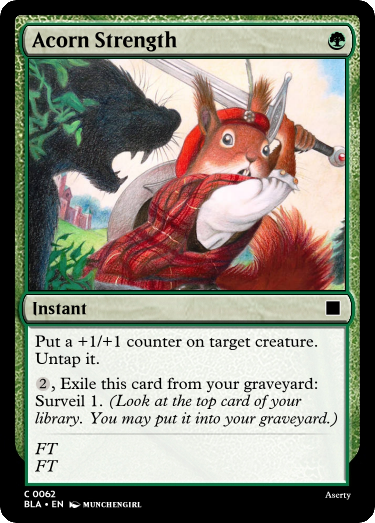 Acorn Strength
Instant
Put a +1/+1 counter on target creature.
Untap it.
2, Exile this card from your graveyard:
Surveil 1. (Look at the top card of your
library. You may put it into your graveyard.)
FT
FT
C 0062
BLA • EN MUNCHENGIRL
Aserty